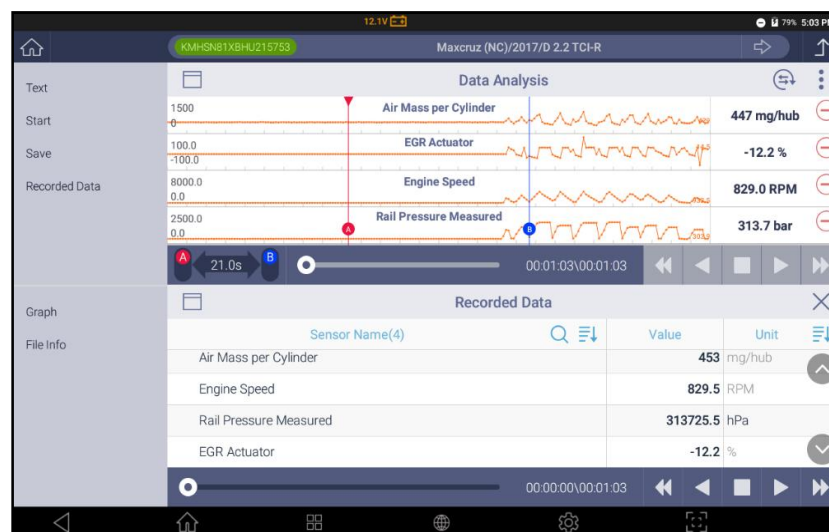 12.1V
79% 5:03 PM
KMHSN81XBHU215753
Maxcruz (NC)/2017/D 2.2 TCI-R
Text
Start
Save
Recorded Data
Data Analysis
1500
0
Air Mass per Cylinder
447 mg/hub
100.0
-100.0
EGR Actuator
-12.2 %
8000.0
0.0
Engine Speed
829.0 RPM
2500.0
0.0
Rail Pressure Measured
313.7 bar
A
B
A 21.0s B
00:01:03\00:01:03
Graph
File Info
Recorded Data
Sensor Name(4) Value Unit
Air Mass per Cylinder 453 mg/hub
Engine Speed 829.5 RPM
Rail Pressure Measured 313725.5 hPa
EGR Actuator -12.2 %
00:00:00\00:01:03